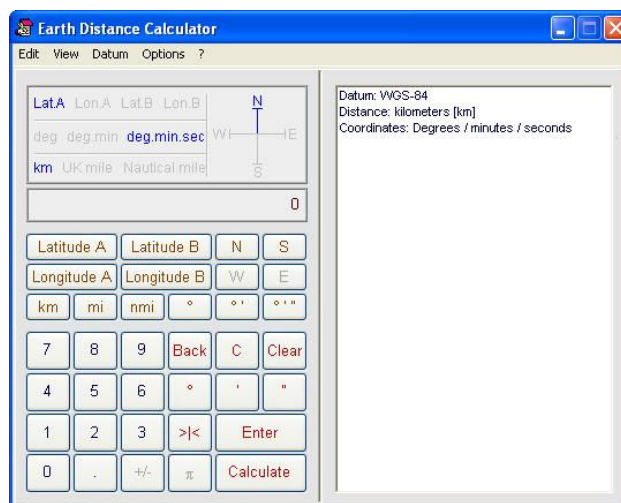 Earth Distance Calculator
Edit View Datum Options ?
Lat.A Lon.A Lat.B Lon.B N
deg deg.min deg.min.sec W E
km UK mile Nautical mile S
0
Latitude A Latitude B N S
Longitude A Longitude B W E
km mi nmi ° ° ' ° ' "
7 8 9 Back C Clear
4 5 6 ° ' "
1 2 3 >|< Enter
0 . +/- π Calculate
Datum: WGS-84
Distance: kilometers [km]
Coordinates: Degrees / minutes / seconds